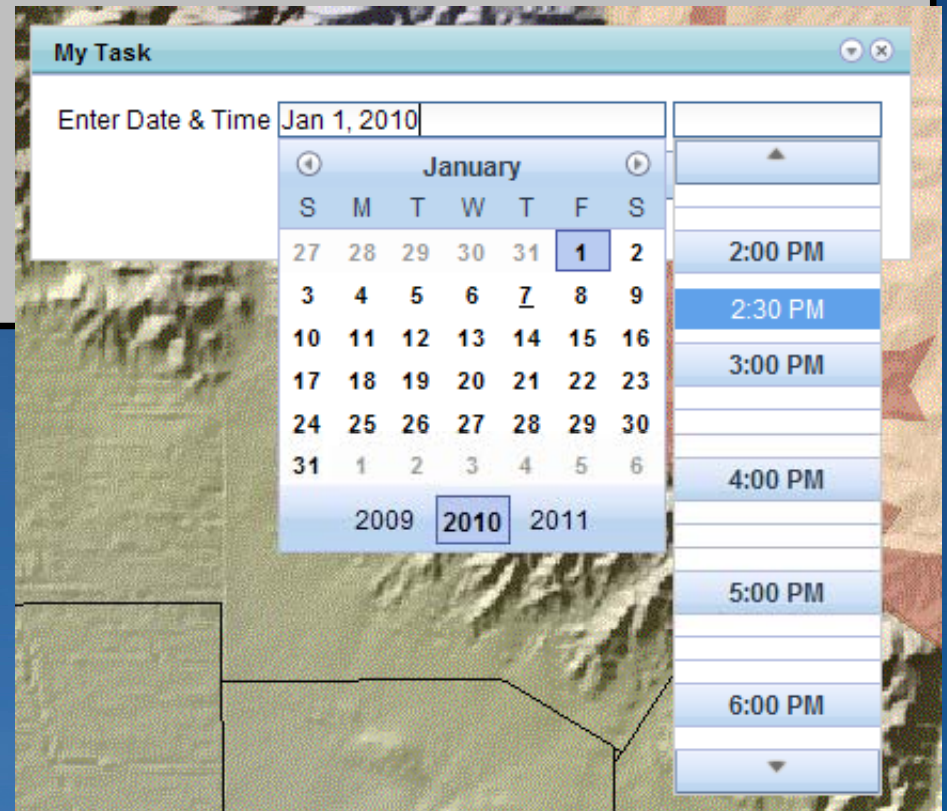 My Task
Enter Date & Time Jan 1, 2010
January
S M T W T F S
27 28 29 30 31 1 2
3 4 5 6 7 8 9
10 11 12 13 14 15 16
17 18 19 20 21 22 23
24 25 26 27 28 29 30
31 1 2 3 4 5 6
2009 2010 2011
2:00 PM
2:30 PM
3:00 PM
4:00 PM
5:00 PM
6:00 PM